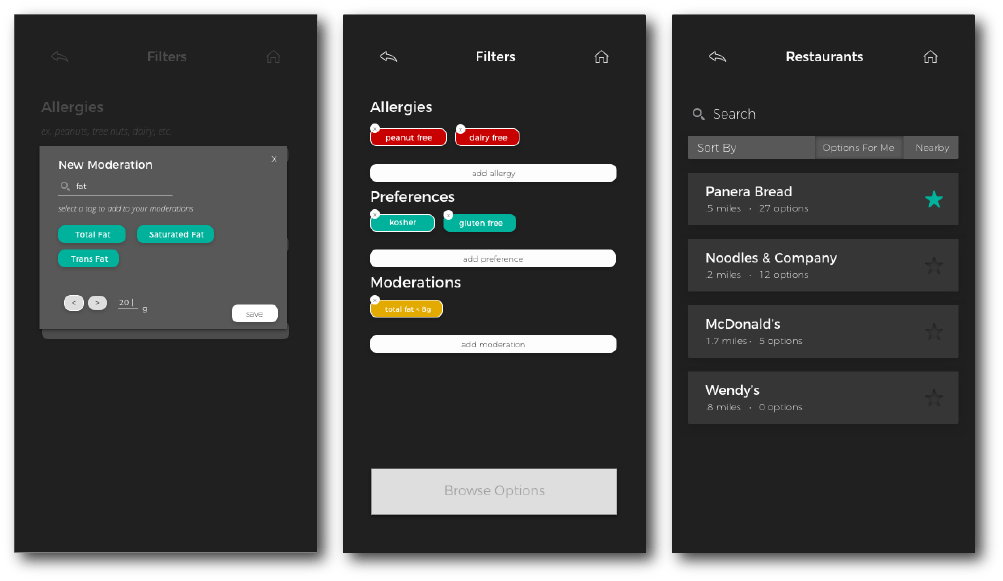 Filters
Allergies
ex. peanuts, tree nuts, dairy, etc.
New Moderation
X
fat
select a tag to add to your moderations
Total Fat
Saturated Fat
Trans Fat
<
>
20 |
g
save
Filters
Allergies
x
peanut free
x
dairy free
add allergy
Preferences
x
kosher
x
gluten free
add preference
Moderations
x
total fat < 8g
add moderation
Browse Options
Restaurants
Search
Sort By
Options For Me
Nearby
Panera Bread
.5 miles · 27 options
Noodles & Company
.2 miles · 12 options
McDonald's
1.7 miles · 5 options
Wendy's
.8 miles · 0 options